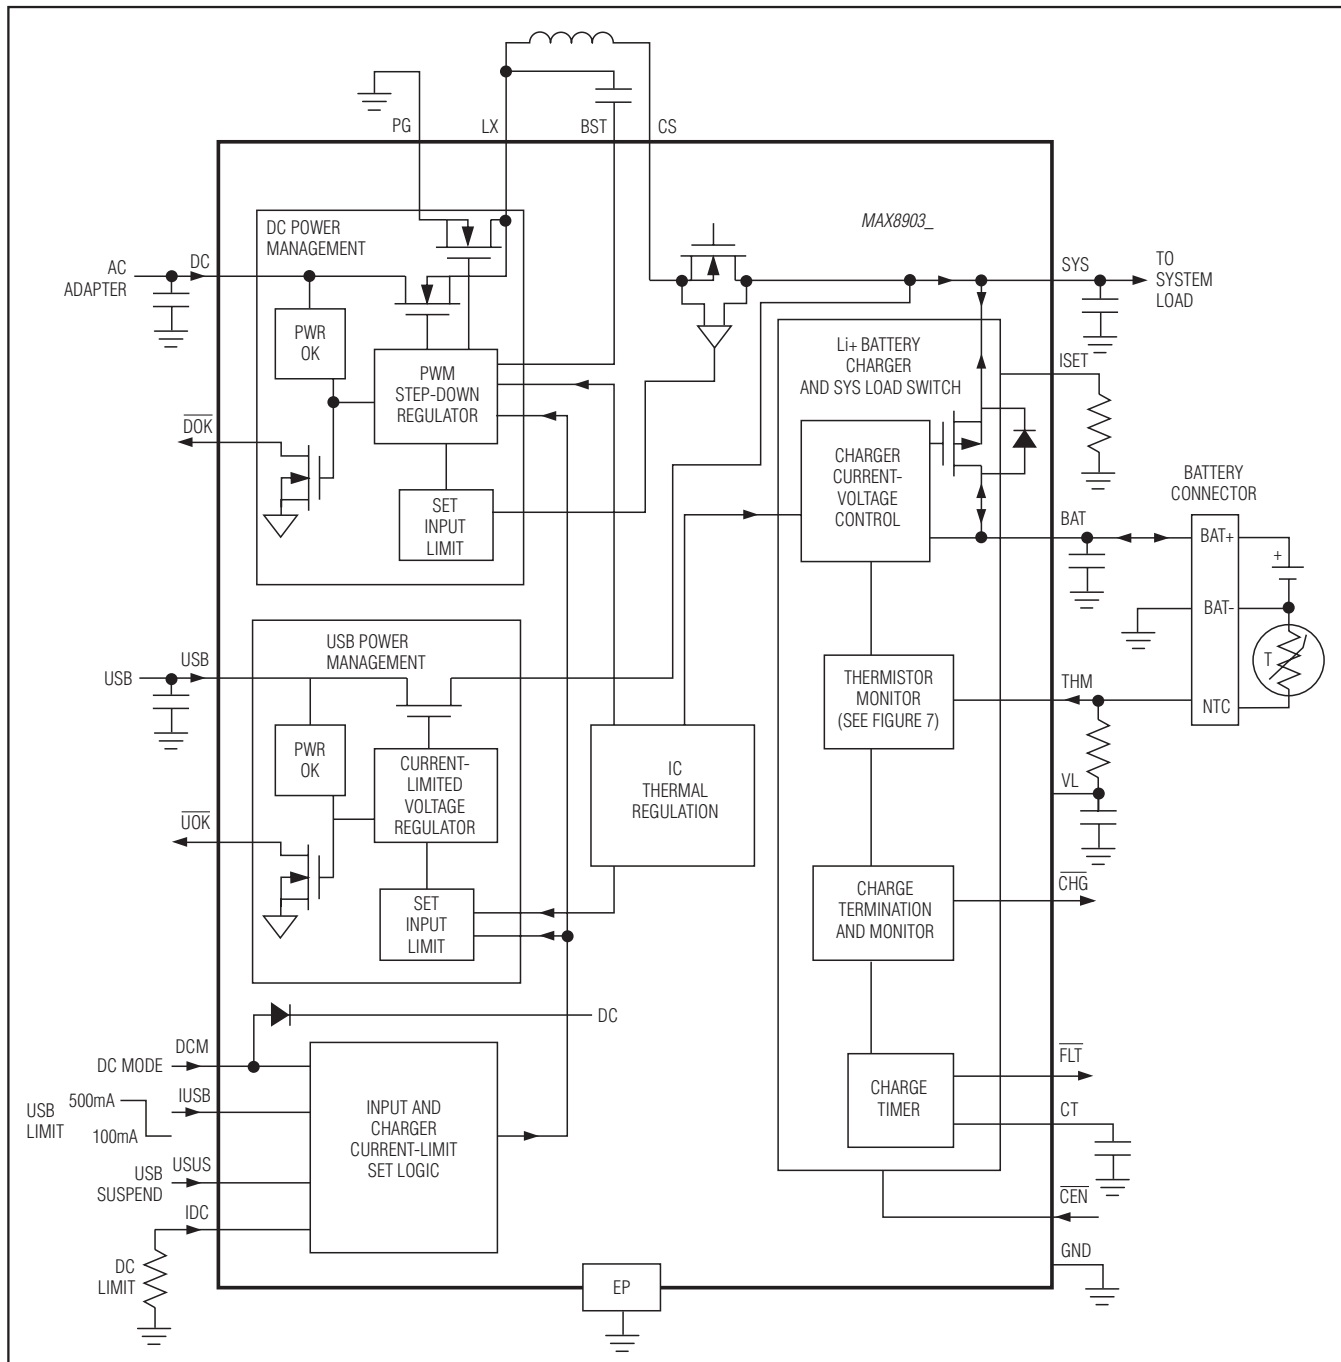 PG
LX
BST
CS
MAX8903_
DC POWER
MANAGEMENT
AC
ADAPTER
DC
PWR
OK
PWM
STEP-DOWN
REGULATOR
SET
INPUT
LIMIT
DOK
SYS
TO
SYSTEM
LOAD
Li+ BATTERY
CHARGER
AND SYS LOAD SWITCH
ISET
CHARGER
CURRENT-
VOLTAGE
CONTROL
BATTERY
CONNECTOR
BAT
BAT+
+
BAT-
T
NTC
USB POWER
MANAGEMENT
USB
USB
PWR
OK
CURRENT-
LIMITED
VOLTAGE
REGULATOR
UOK
SET
INPUT
LIMIT
IC
THERMAL
REGULATION
THERMISTOR
MONITOR
(SEE FIGURE 7)
THM
VL
CHARGE
TERMINATION
AND MONITOR
CHG
DC
DCM
DC MODE
USB
LIMIT
500mA
100mA
IUSB
USB
SUSPEND
USUS
IDC
DC
LIMIT
INPUT AND
CHARGER
CURRENT-LIMIT
SET LOGIC
CHARGE
TIMER
FLT
CT
CEN
GND
EP